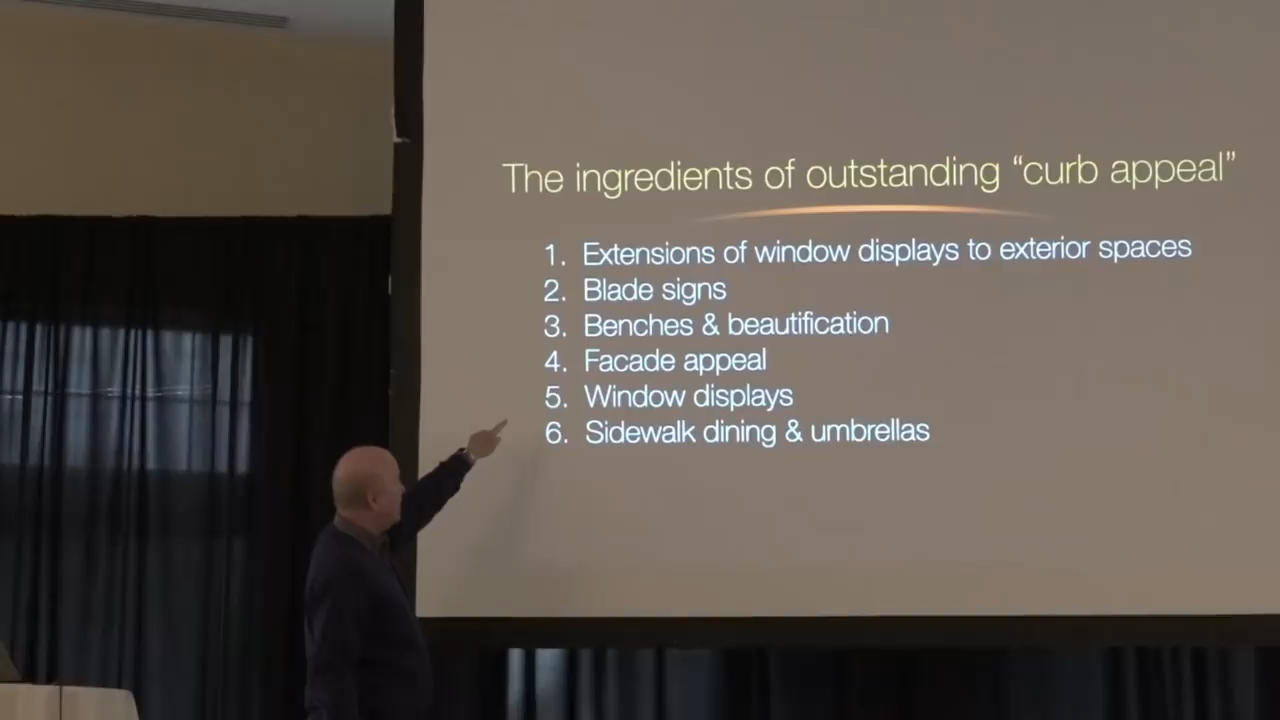 The ingredients of outstanding “curb appeal”
1. Extensions of window displays to exterior spaces
2. Blade signs
3. Benches & beautification
4. Facade appeal
5. Window displays
6. Sidewalk dining & umbrellas